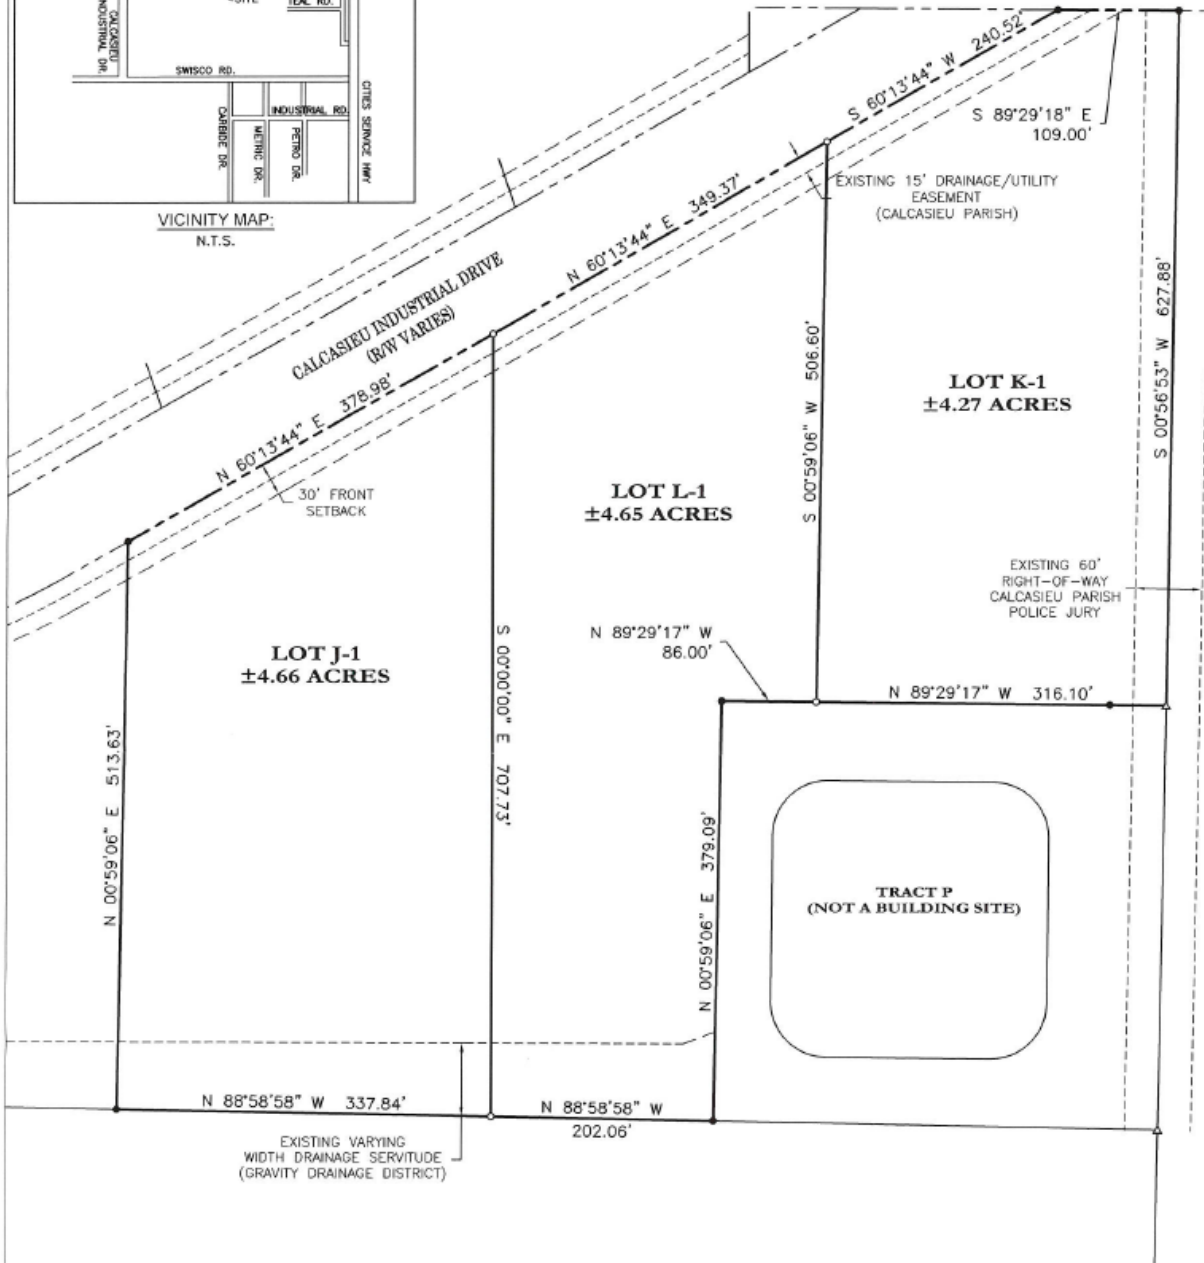 SITE
TEAL RD.
CALCASIEU
INDUSTRIAL DR.
SWISCO RD.
INDUSTRIAL RD.
CARBIDE DR.
METRIC DR.
PETRO DR.
CITIES SERVICE HWY
VICINITY MAP:
N.T.S.
S 60°13'44" W 240.52'
S 89°29'18" E
109.00'
EXISTING 15' DRAINAGE/UTILITY
EASEMENT
(CALCASIEU PARISH)
N 60°13'44" E 349.37'
CALCASIEU INDUSTRIAL DRIVE
(R/W VARIES)
N 60°13'44" E 378.98'
30' FRONT
SETBACK
S 00°59'06" W 506.60'
LOT K-1
±4.27 ACRES
S 00°56'53" W 627.88'
LOT L-1
±4.65 ACRES
EXISTING 60'
RIGHT-OF-WAY
CALCASIEU PARISH
POLICE JURY
LOT J-1
±4.66 ACRES
S 00°00'00" E 707.73'
N 89°29'17" W
86.00'
N 89°29'17" W 316.10'
N 00°59'06" E 513.63'
N 00°59'06" E 379.09'
TRACT P
(NOT A BUILDING SITE)
N 88°58'58" W 337.84'
N 88°58'58" W
202.06'
EXISTING VARYING
WIDTH DRAINAGE SERVITUDE
(GRAVITY DRAINAGE DISTRICT)